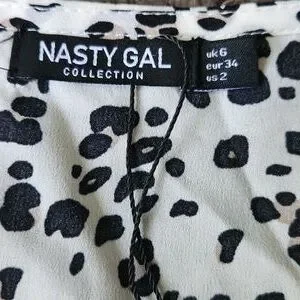 NASTY GAL
COLLECTION
uk 6
eur 34
us 2